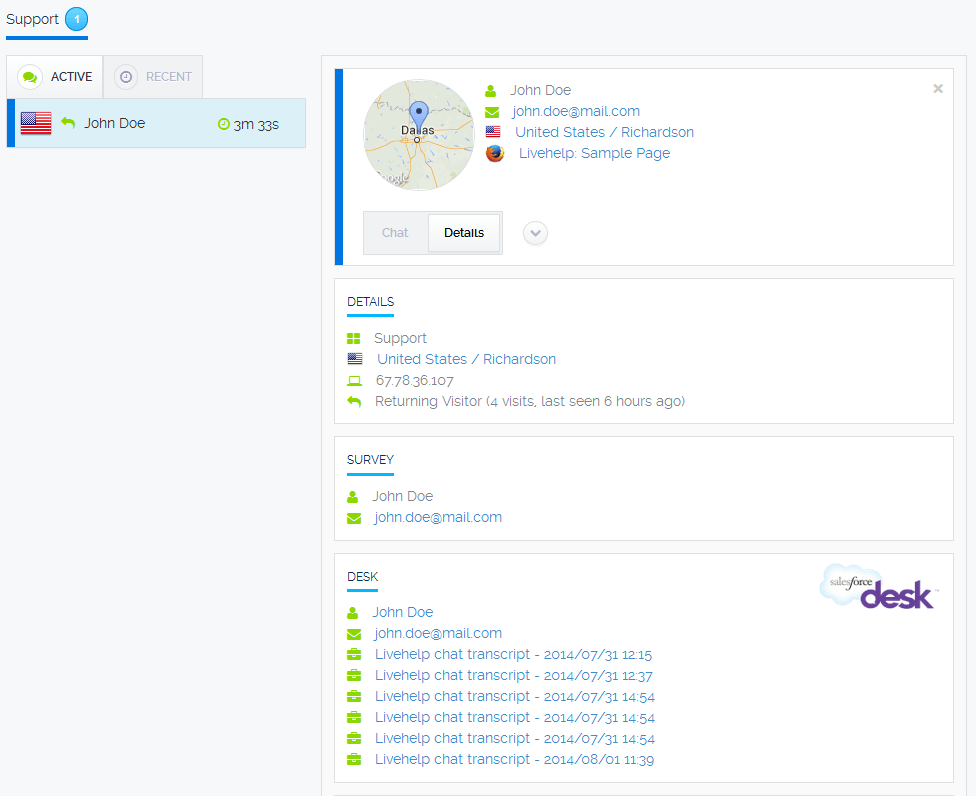 Support 1
ACTIVE RECENT
John Doe 3m 33s
Dallas
Google
John Doe
john.doe@mail.com
United States / Richardson
Livehelp: Sample Page
Chat Details
DETAILS
Support
United States / Richardson
67.78.36.107
Returning Visitor (4 visits, last seen 6 hours ago)
SURVEY
John Doe
john.doe@mail.com
DESK
salesforce
desk
John Doe
john.doe@mail.com
Livehelp chat transcript - 2014/07/31 12:15
Livehelp chat transcript - 2014/07/31 12:37
Livehelp chat transcript - 2014/07/31 14:54
Livehelp chat transcript - 2014/07/31 14:54
Livehelp chat transcript - 2014/07/31 14:54
Livehelp chat transcript - 2014/08/01 11:39